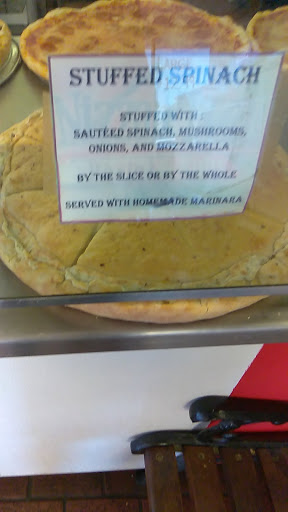 STUFFED SPINACH
STUFFED WITH :
SAUTÉED SPINACH, MUSHROOMS,
ONIONS, AND MOZZARELLA
BY THE SLICE OR BY THE WHOLE
SERVED WITH HOMEMADE MARINARA